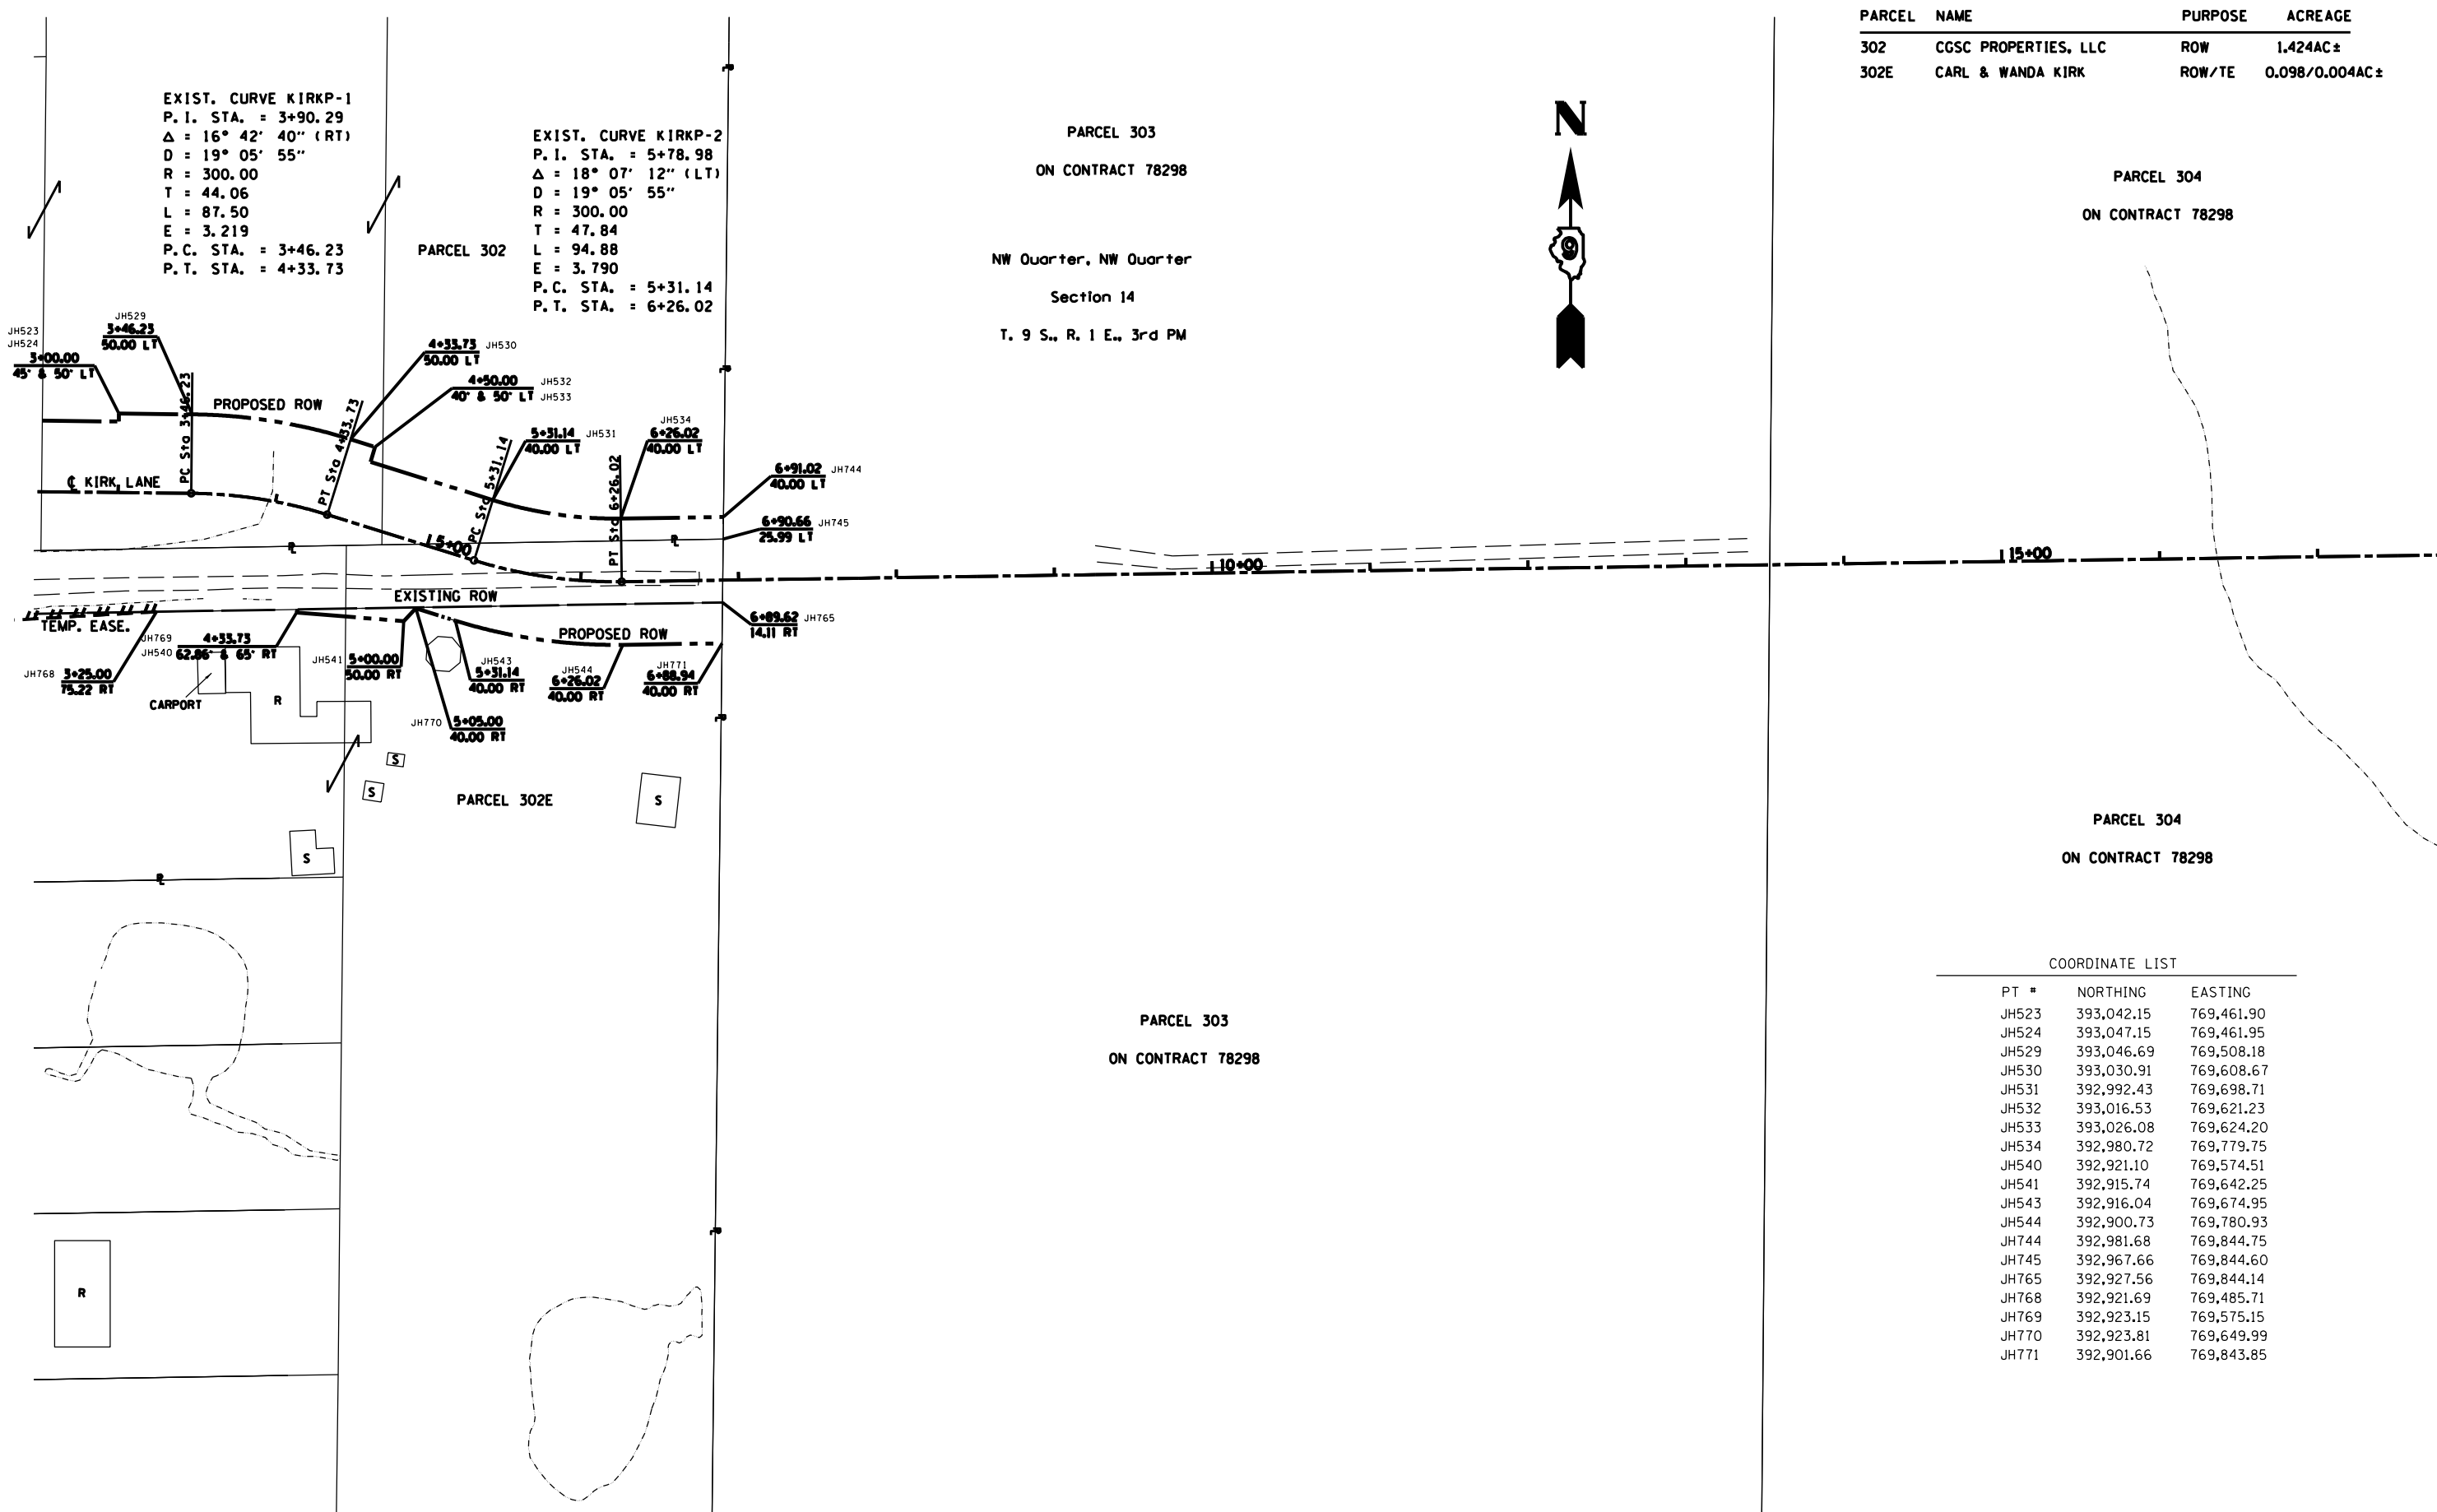 PARCEL NAME PURPOSE ACREAGE
302 CGSC PROPERTIES, LLC ROW 1.424AC±
302E CARL & WANDA KIRK ROW/TE 0.098/0.004AC±
EXIST. CURVE KIRKP-1
P.I. STA. = 3+90.29
Δ = 16° 42' 40" (RT)
D = 19° 05' 55"
R = 300.00
T = 44.06
L = 87.50
E = 3.219
P.C. STA. = 3+46.23
P.T. STA. = 4+33.73
EXIST. CURVE KIRKP-2
P.I. STA. = 5+78.98
Δ = 18° 07' 12" (LT)
D = 19° 05' 55"
R = 300.00
T = 47.84
L = 94.88
E = 3.790
P.C. STA. = 5+31.14
P.T. STA. = 6+26.02
PARCEL 302
PARCEL 303
ON CONTRACT 78298
NW Quarter, NW Quarter
Section 14
T. 9 S., R. 1 E., 3rd PM
N
9
PARCEL 304
ON CONTRACT 78298
JH523
JH524
3+00.00
45' & 50' LT
JH529
3+46.23
50.00 LT
4+33.73 JH530
50.00 LT
4+50.00 JH532
40' & 50' LT JH533
PROPOSED ROW
PC Sta 3+46.23
PT Sta 4+33.73
PC Sta 5+31.14
PT Sta 6+26.02
5+31.14 JH531
40.00 LT
JH534
6+26.02
40.00 LT
6+91.02 JH744
40.00 LT
6+90.66 JH745
25.99 LT
℄ KIRK LANE
5+00
10+00
15+00
EXISTING ROW
TEMP. EASE.
PROPOSED ROW
6+89.62 JH765
14.11 RT
JH769
JH540
4+33.73
62.86' & 65' RT
JH768 3+25.00
75.22 RT
JH541 5+00.00
50.00 RT
JH543
5+31.14
40.00 RT
JH544
6+26.02
40.00 RT
JH771
6+88.94
40.00 RT
JH770 5+05.00
40.00 RT
CARPORT
R
S
S
S
S
R
PARCEL 302E
PARCEL 304
ON CONTRACT 78298
PARCEL 303
ON CONTRACT 78298
COORDINATE LIST
PT # NORTHING EASTING
JH523 393,042.15 769,461.90
JH524 393,047.15 769,461.95
JH529 393,046.69 769,508.18
JH530 393,030.91 769,608.67
JH531 392,992.43 769,698.71
JH532 393,016.53 769,621.23
JH533 393,026.08 769,624.20
JH534 392,980.72 769,779.75
JH540 392,921.10 769,574.51
JH541 392,915.74 769,642.25
JH543 392,916.04 769,674.95
JH544 392,900.73 769,780.93
JH744 392,981.68 769,844.75
JH745 392,967.66 769,844.60
JH765 392,927.56 769,844.14
JH768 392,921.69 769,485.71
JH769 392,923.15 769,575.15
JH770 392,923.81 769,649.99
JH771 392,901.66 769,843.85